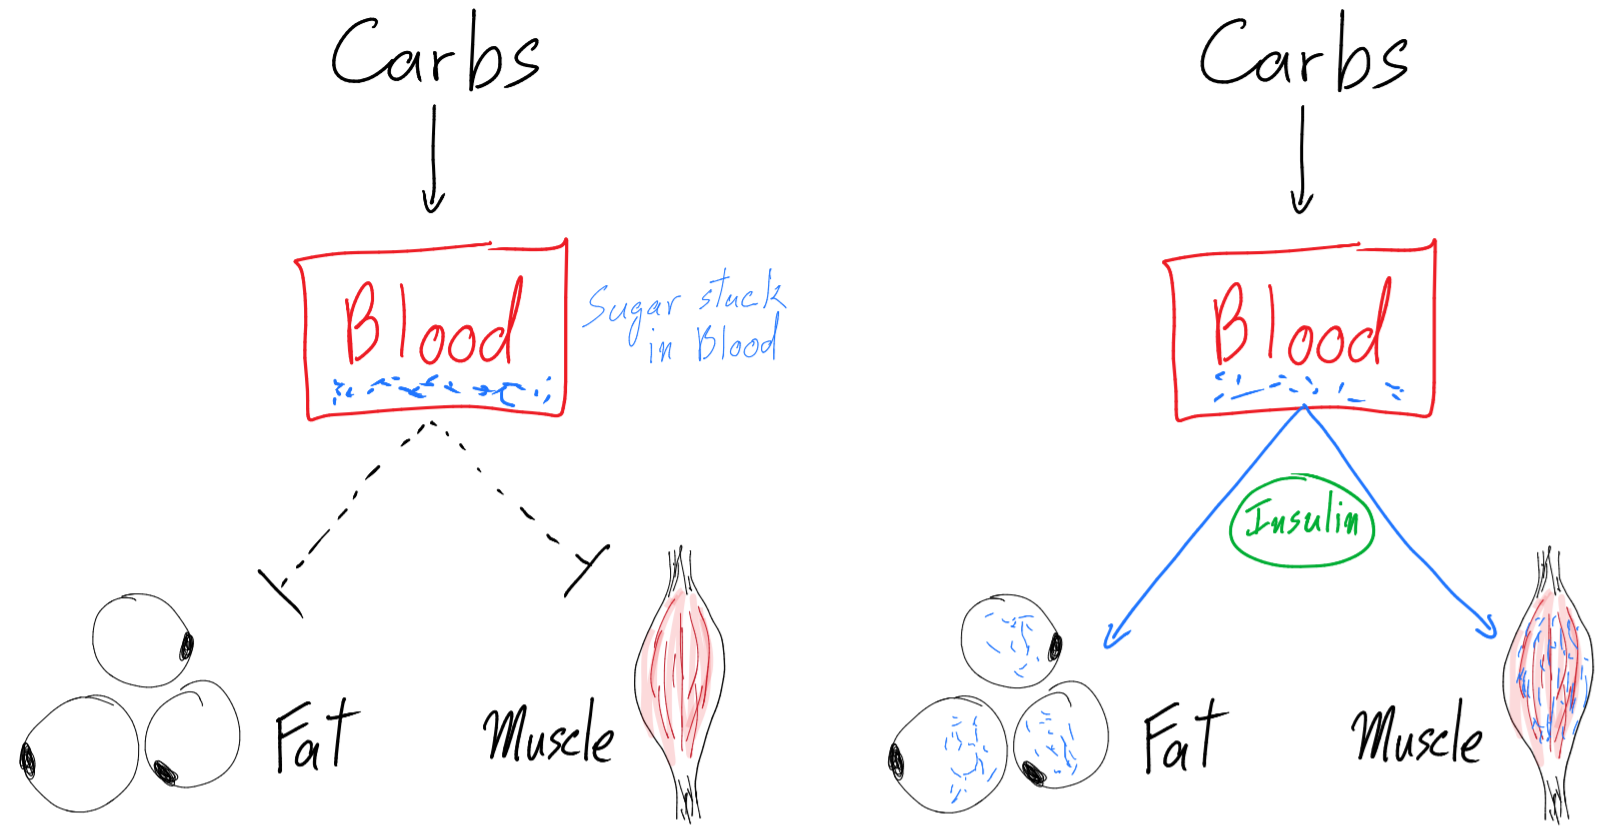 Carbs
Blood
Sugar stuck
in Blood
Fat
Muscle
Carbs
Blood
Insulin
Fat
Muscle